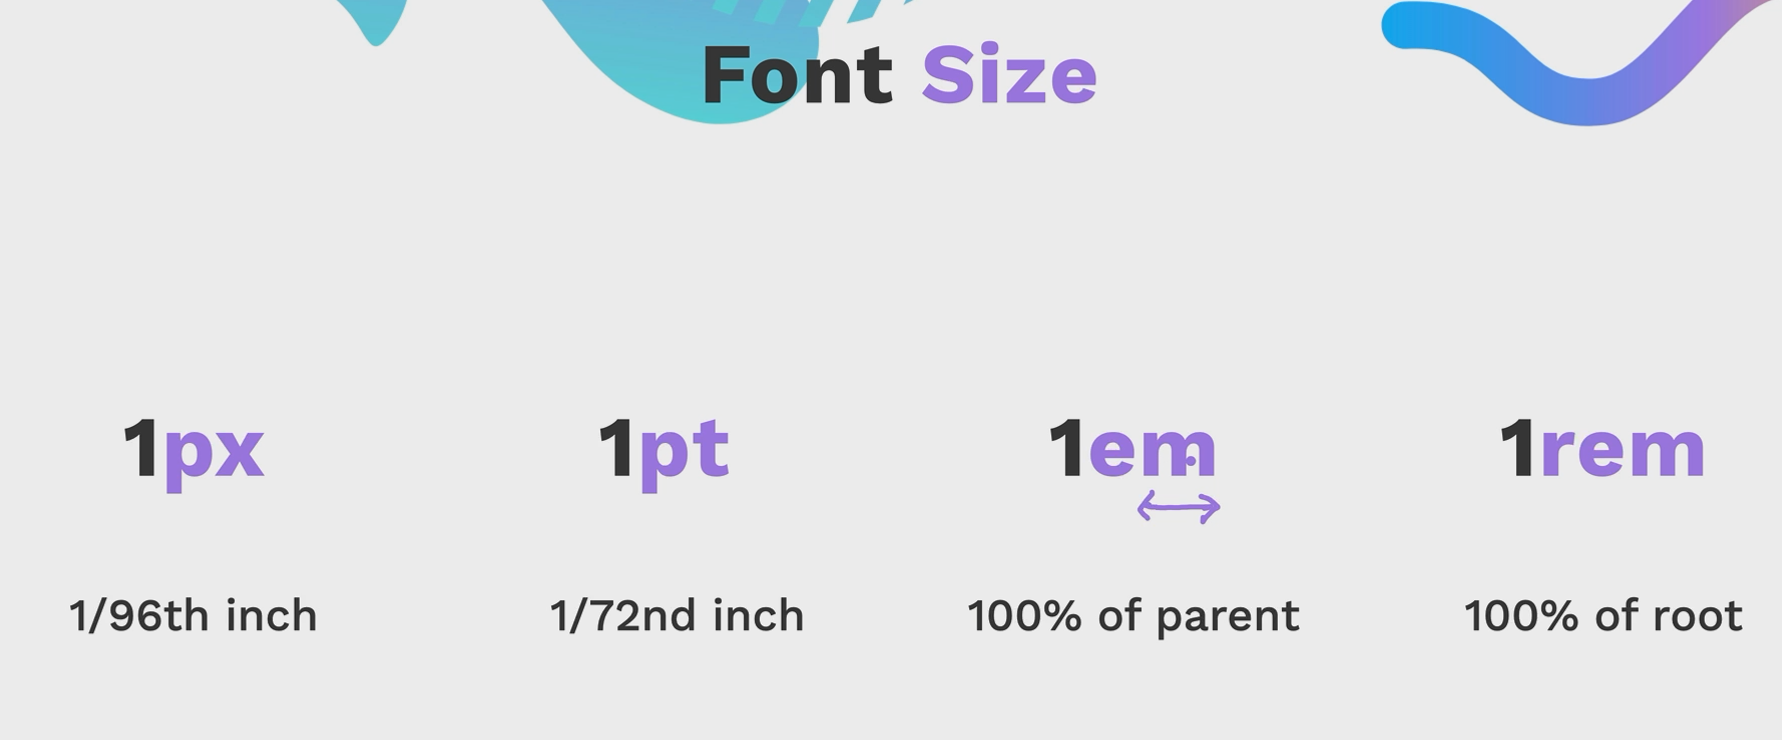 Font Size
1px 1pt 1em 1rem
1/96th inch 1/72nd inch 100% of parent 100% of root